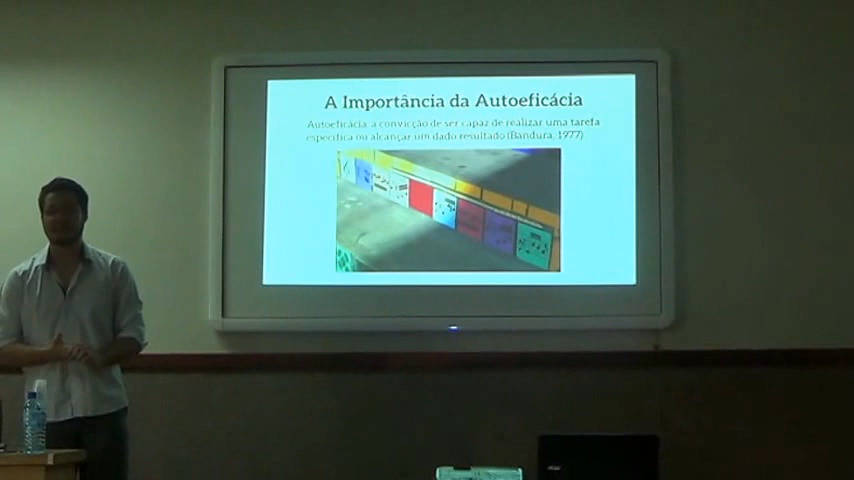 A Importância da Autoeficácia
Autoeficácia: a convicção de ser capaz de realizar uma tarefa
específica ou alcançar um dado resultado (Bandura, 1977)
acer